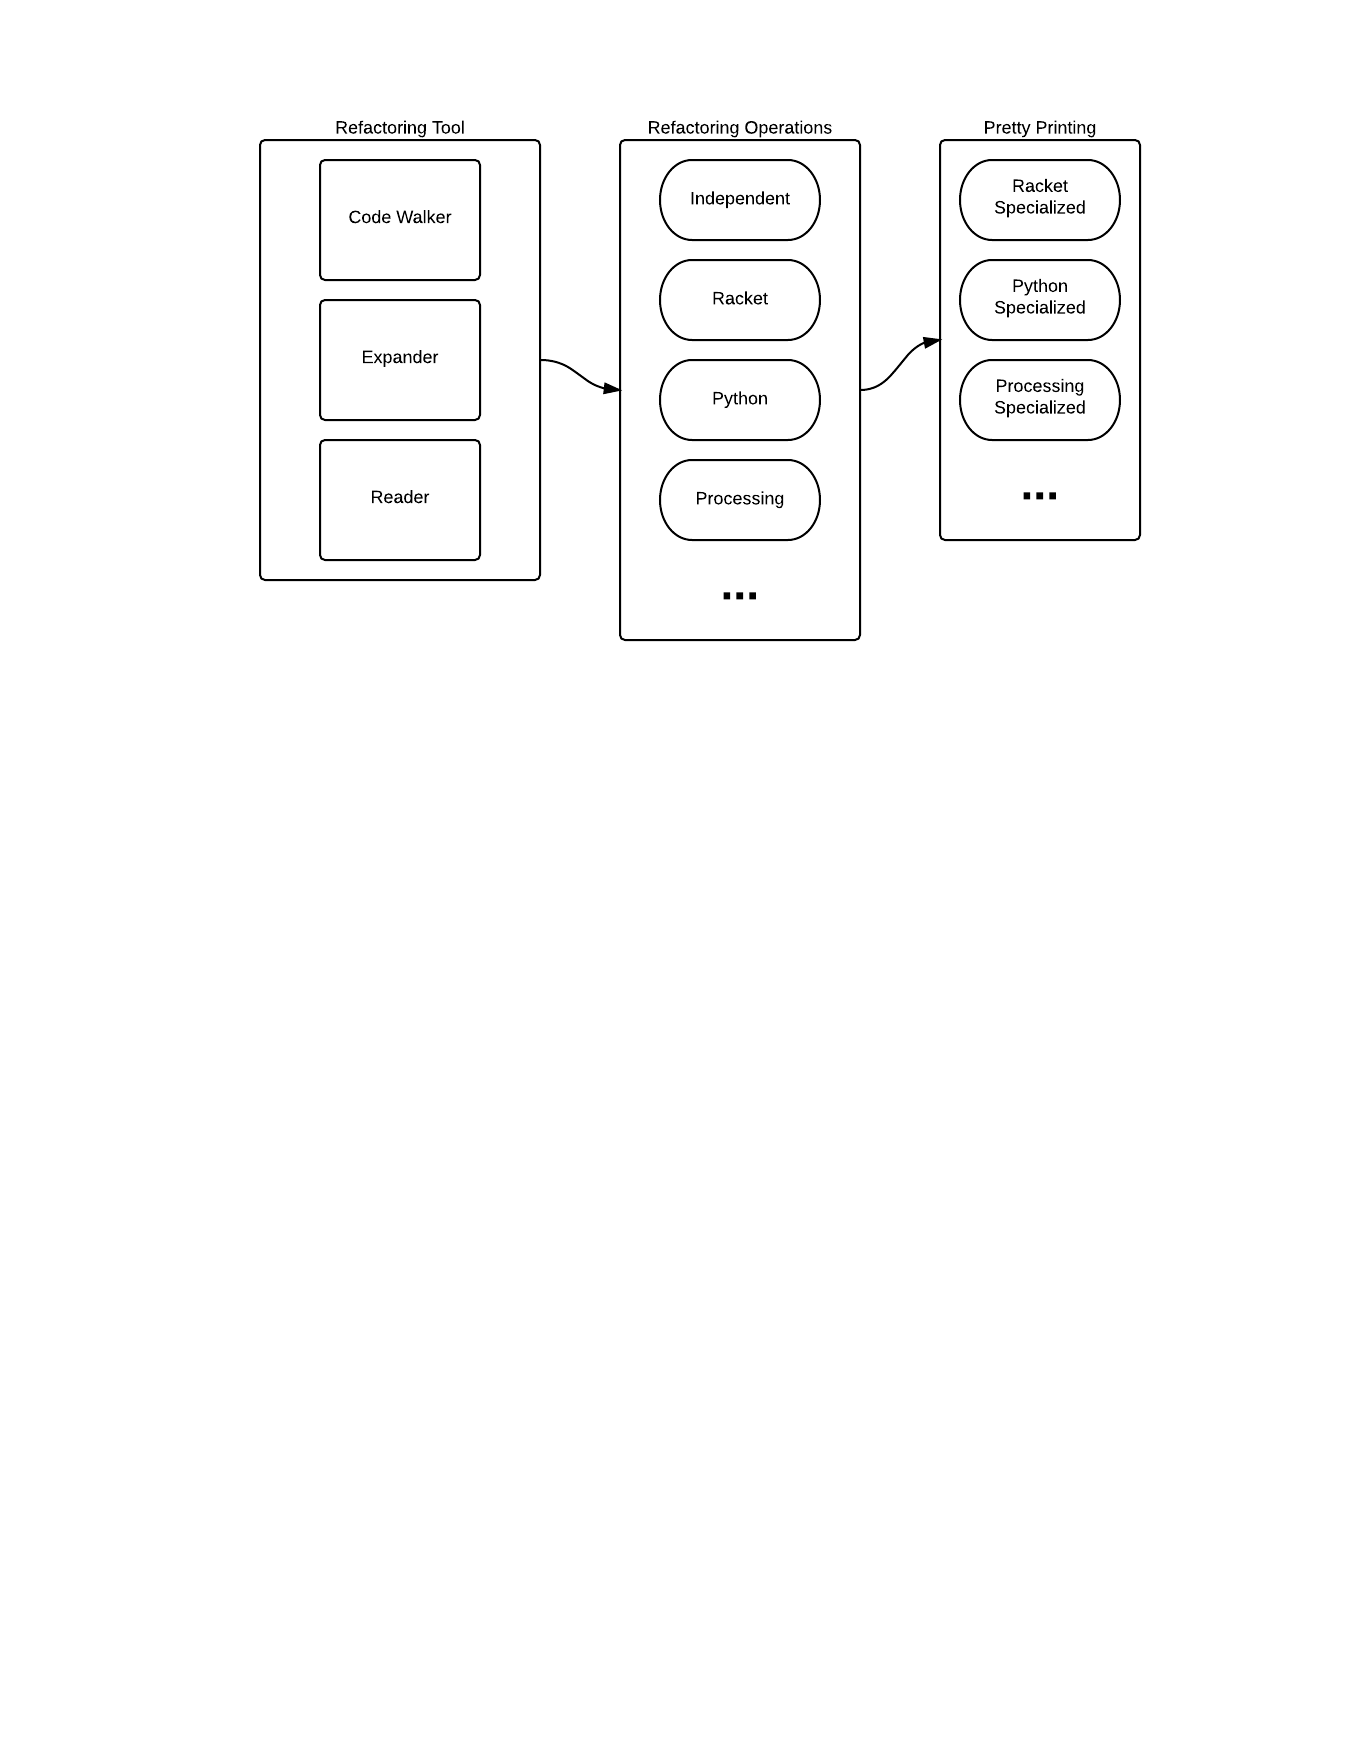 Refactoring Tool
Code Walker
Expander
Reader
Refactoring Operations
Independent
Racket
Python
Processing
...
Pretty Printing
Racket
Specialized
Python
Specialized
Processing
Specialized
...